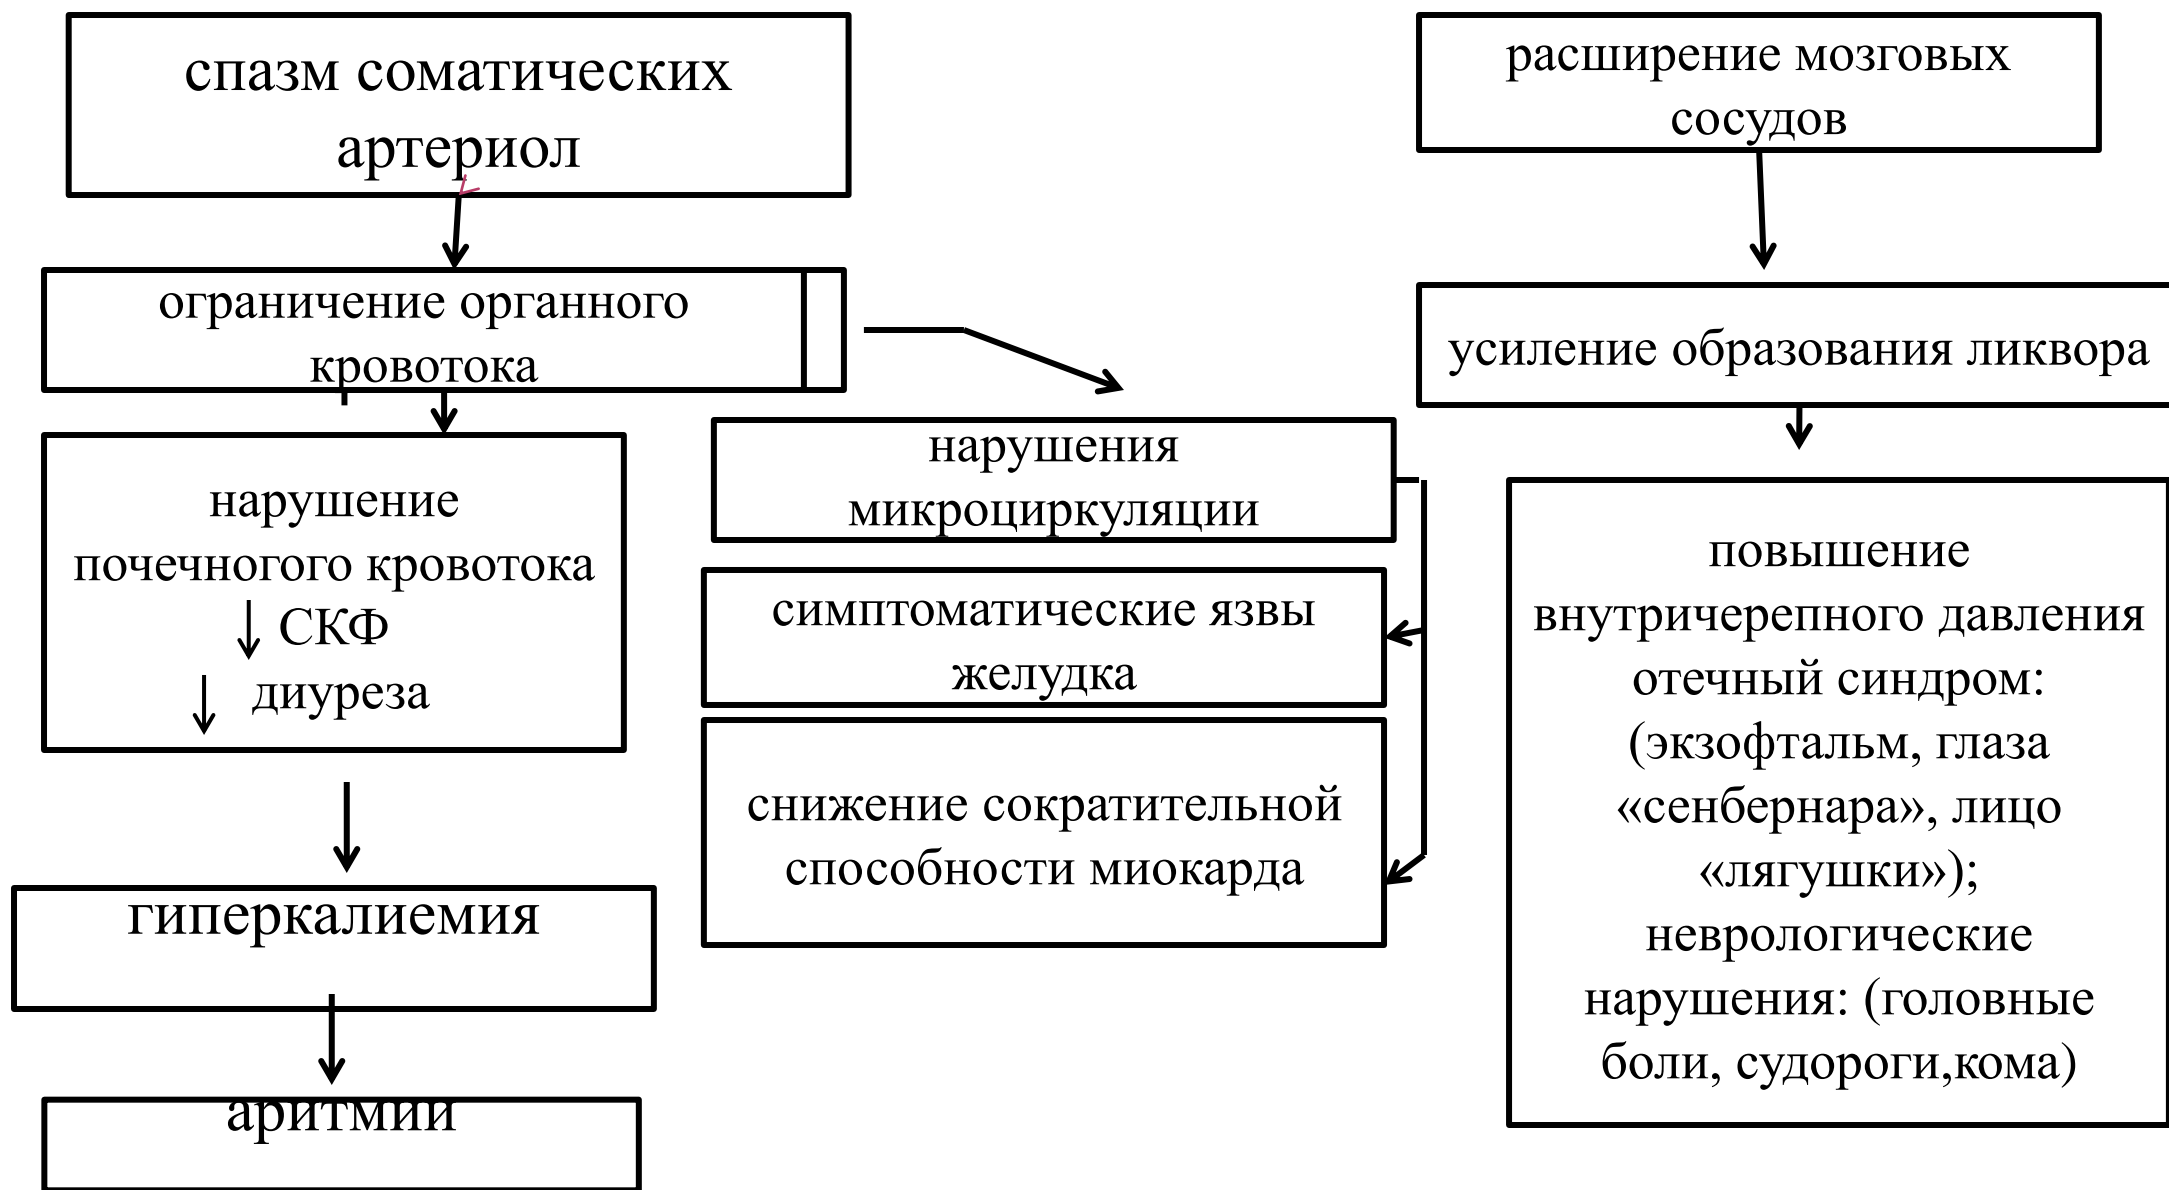 спазм соматических
артериол
ограничение органного
кровотока
нарушение
почечногого кровотока
СКФ
диуреза
гиперкалиемия
аритмии
нарушения
микроциркуляции
симптоматические язвы
желудка
снижение сократительной
способности миокарда
расширение мозговых
сосудов
усиление образования ликвора
повышение
внутричерепного давления
отечный синдром:
(экзофтальм, глаза
«сенбернара», лицо
«лягушки»);
неврологические
нарушения: (головные
боли, судороги,кома)